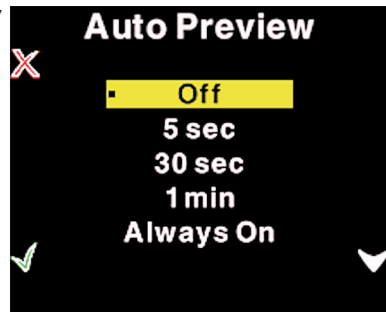 Auto Preview
Off
5 sec
30 sec
1 min
Always On